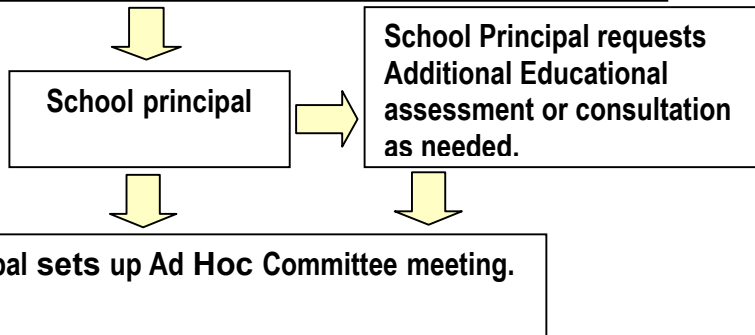 School Principal requests
Additional Educational
assessment or consultation
as needed.
School principal
pal sets up Ad Hoc Committee meeting.